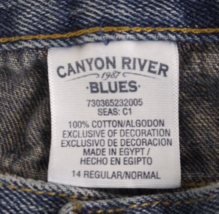 CANYON RIVER
1987
BLUES
730365232005
SEAS: C1
100% COTTON/ALGODON
EXCLUSIVE OF DECORATION
EXCLUSIVO DE DECORACION
MADE IN EGYPT /
HECHO EN EGIPTO
14 REGULAR/NORMAL